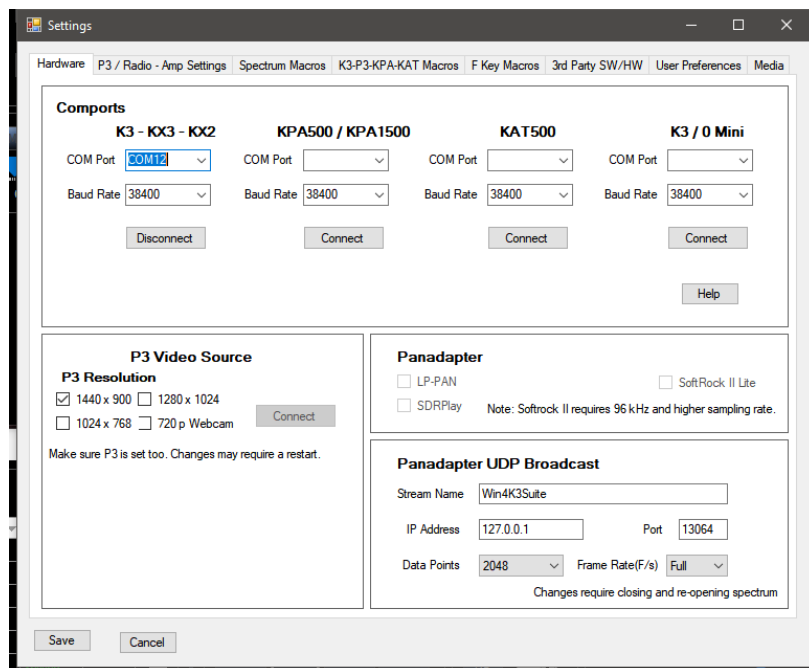 Settings
Hardware P3 / Radio - Amp Settings Spectrum Macros K3-P3-KPA-KAT Macros F Key Macros 3rd Party SW/HW User Preferences Media
Comports
K3 - KX3 - KX2 KPA500 / KPA1500 KAT500 K3 / 0 Mini
COM Port COM12 COM Port COM Port COM Port
Baud Rate 38400 Baud Rate 38400 Baud Rate 38400 Baud Rate 38400
Disconnect Connect Connect Connect
Help
P3 Video Source
P3 Resolution
1440 x 900 1280 x 1024
1024 x 768 720 p Webcam
Connect
Make sure P3 is set too. Changes may require a restart.
Panadapter
LP-PAN SoftRock II Lite
SDRPlay Note: Softrock II requires 96 kHz and higher sampling rate.
Panadapter UDP Broadcast
Stream Name Win4K3Suite
IP Address 127.0.0.1 Port 13064
Data Points 2048 Frame Rate(F/s) Full
Changes require closing and re-opening spectrum
Save Cancel